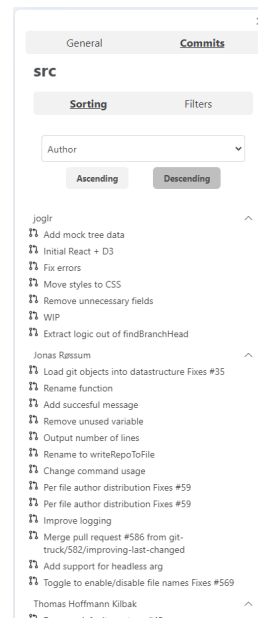 General Commits
src
Sorting Filters
Author
Ascending Descending
joglr
Add mock tree data
Initial React + D3
Fix errors
Move styles to CSS
Remove unnecessary fields
WIP
Extract logic out of findBranchHead
Jonas Røssum
Load git objects into datastructure Fixes #35
Rename function
Add succesful message
Remove unused variable
Output number of lines
Rename to writeRepoToFile
Change command usage
Per file author distribution Fixes #59
Per file author distribution Fixes #59
Improve logging
Merge pull request #586 from git-
truck/582/improving-last-changed
Add support for headless arg
Toggle to enable/disable file names Fixes #569
Thomas Hoffmann Kilbak